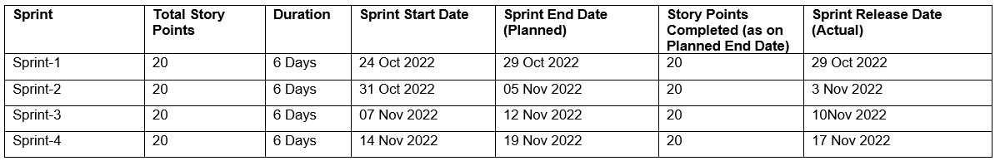 Sprint Total Story Points Duration Sprint Start Date Sprint End Date (Planned) Story Points Completed (as on Planned End Date) Sprint Release Date (Actual)
Sprint-1 20 6 Days 24 Oct 2022 29 Oct 2022 20 29 Oct 2022
Sprint-2 20 6 Days 31 Oct 2022 05 Nov 2022 20 3 Nov 2022
Sprint-3 20 6 Days 07 Nov 2022 12 Nov 2022 20 10Nov 2022
Sprint-4 20 6 Days 14 Nov 2022 19 Nov 2022 20 17 Nov 2022